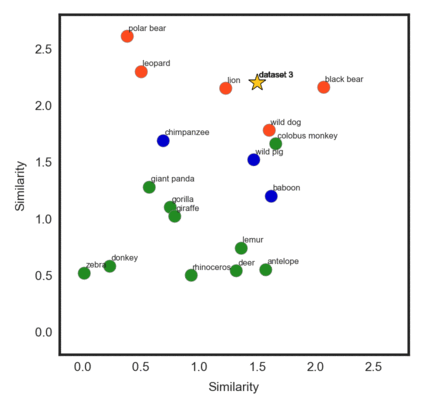 polar bear
2.5
leopard
dataset 3
lion
black bear
2.0
wild dog
colobus monkey
chimpanzee
1.5
wild pig
Similarity
giant panda
baboon
gorilla
giraffe
1.0
lemur
zebra
donkey
rhinoceros
deer
antelope
0.5
0.0
0.0 0.5 1.0 1.5 2.0 2.5
Similarity